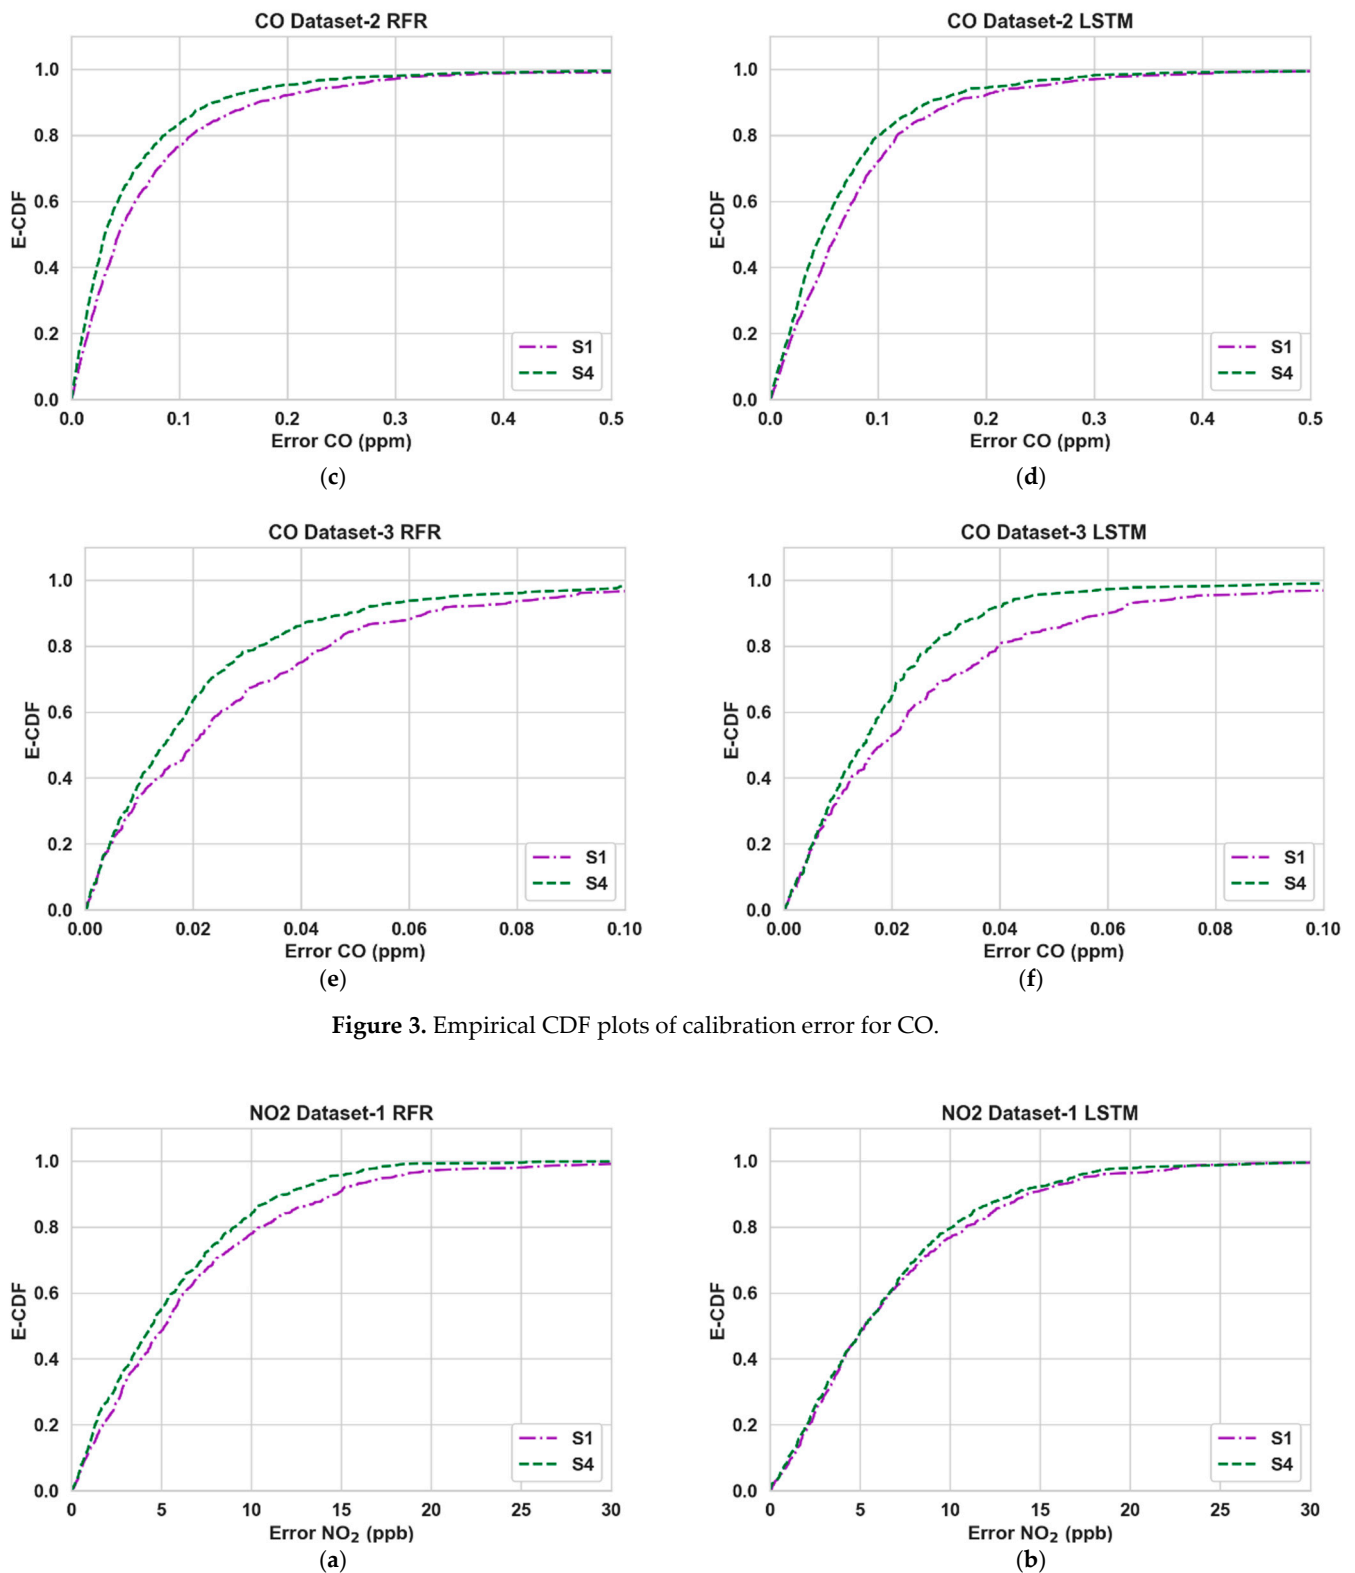 CO Dataset-2 RFR
E-CDF
1.0
0.8
0.6
0.4
0.2
0.0
S1
S4
0.0 0.1 0.2 0.3 0.4 0.5
Error CO (ppm)
(c)
CO Dataset-2 LSTM
E-CDF
1.0
0.8
0.6
0.4
0.2
0.0
S1
S4
0.0 0.1 0.2 0.3 0.4 0.5
Error CO (ppm)
(d)
CO Dataset-3 RFR
E-CDF
1.0
0.8
0.6
0.4
0.2
0.0
S1
S4
0.00 0.02 0.04 0.06 0.08 0.10
Error CO (ppm)
(e)
CO Dataset-3 LSTM
E-CDF
1.0
0.8
0.6
0.4
0.2
0.0
S1
S4
0.00 0.02 0.04 0.06 0.08 0.10
Error CO (ppm)
(f)
Figure 3. Empirical CDF plots of calibration error for CO.
NO2 Dataset-1 RFR
E-CDF
1.0
0.8
0.6
0.4
0.2
0.0
S1
S4
0 5 10 15 20 25 30
Error NO₂ (ppb)
(a)
NO2 Dataset-1 LSTM
E-CDF
1.0
0.8
0.6
0.4
0.2
0.0
S1
S4
0 5 10 15 20 25 30
Error NO₂ (ppb)
(b)